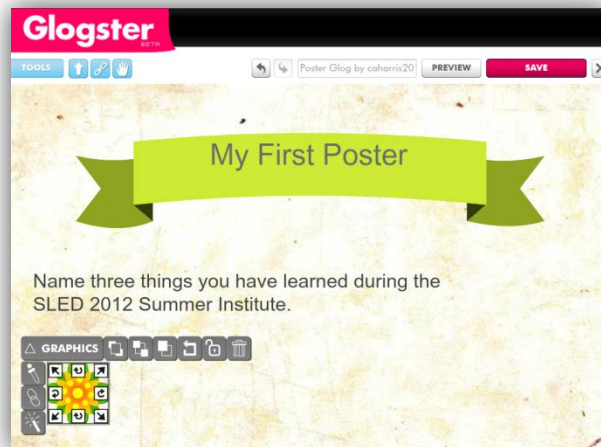 Glogster
BETA
TOOLS
Poster Glog by caharris20
PREVIEW
SAVE
My First Poster
Name three things you have learned during the
SLED 2012 Summer Institute.
GRAPHICS